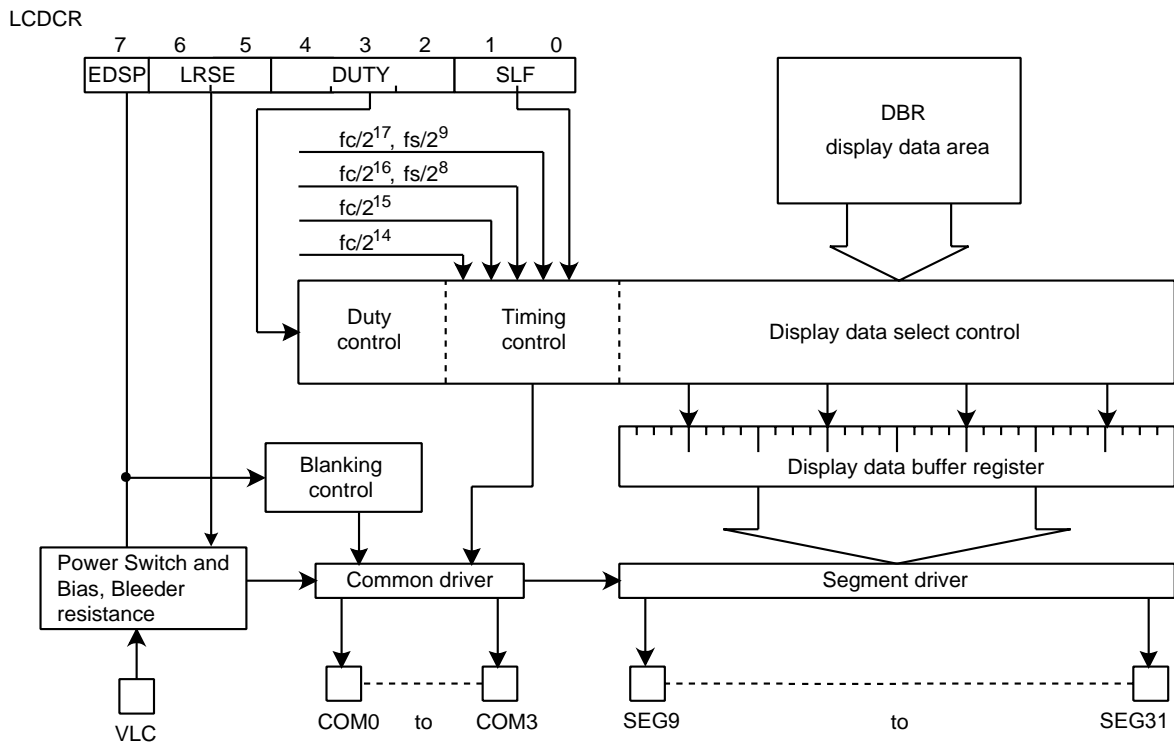 LCDCR
7 6 5 4 3 2 1 0
EDSP LRSE DUTY SLF
DBR
display data area
fc/2^17, fs/2^9
fc/2^16, fs/2^8
fc/2^15
fc/2^14
Duty
control
Timing
control
Display data select control
Blanking
control
Display data buffer register
Power Switch and
Bias, Bleeder
resistance
Common driver
Segment driver
VLC
COM0 to COM3
SEG9 to SEG31